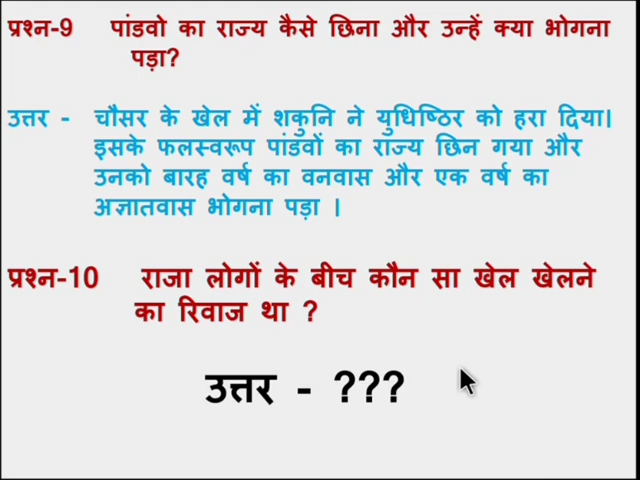 प्रश्न-9 पांडवो का राज्य कैसे छिना और उन्हें क्या भोगना
पड़ा?
उत्तर - चौसर के खेल में शकुनि ने युधिष्ठिर को हरा दिया।
इसके फलस्वरूप पांडवों का राज्य छिन गया और
उनको बारह वर्ष का वनवास और एक वर्ष का
अज्ञातवास भोगना पड़ा ।
प्रश्न-10 राजा लोगों के बीच कौन सा खेल खेलने
का रिवाज था ?
उत्तर - ???